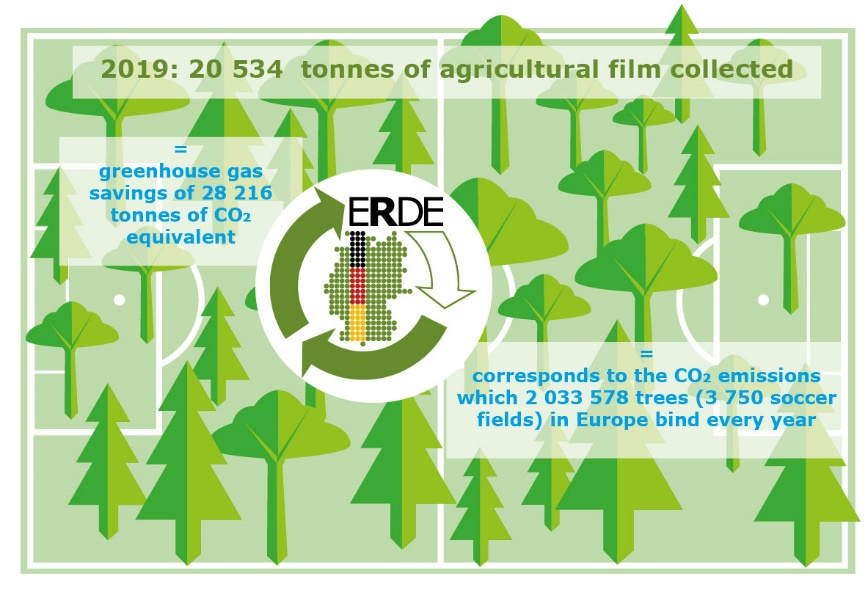 2019: 20 534 tonnes of agricultural film collected
=
greenhouse gas
savings of 28 216
tonnes of CO₂
equivalent
ERDE
=
corresponds to the CO₂ emissions
which 2 033 578 trees (3 750 soccer
fields) in Europe bind every year